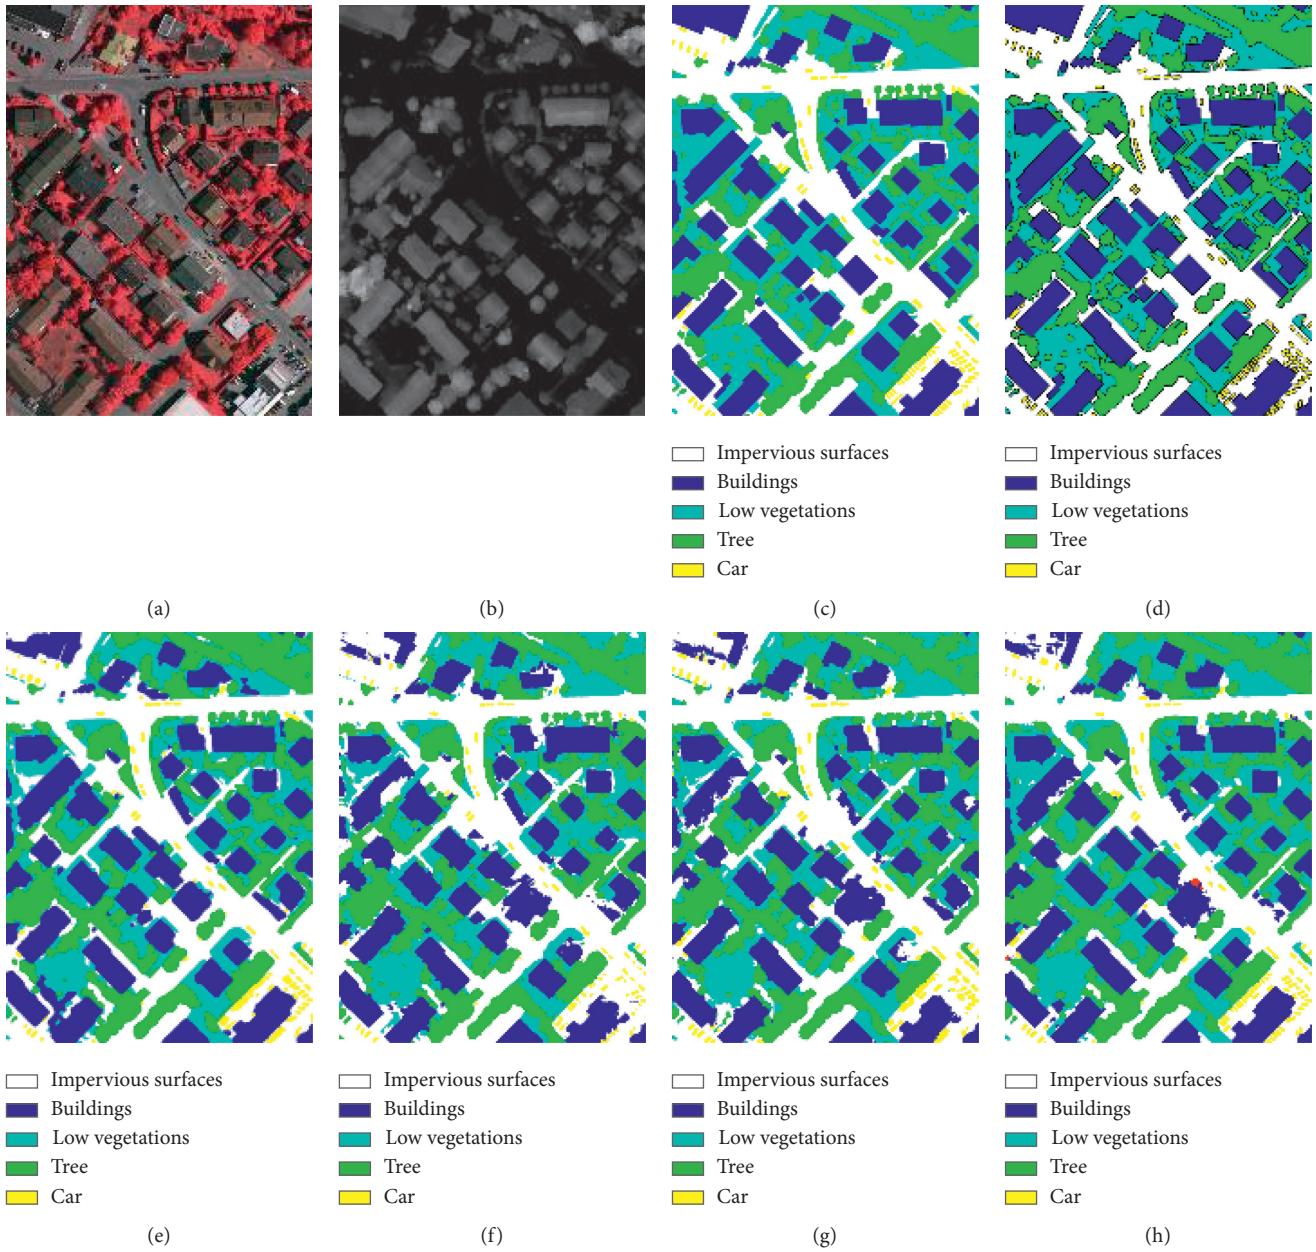 Impervious surfaces
Buildings
Low vegetations
Tree
Car
Impervious surfaces
Buildings
Low vegetations
Tree
Car
(a)
(b)
(c)
(d)
Impervious surfaces
Buildings
Low vegetations
Tree
Car
Impervious surfaces
Buildings
Low vegetations
Tree
Car
Impervious surfaces
Buildings
Low vegetations
Tree
Car
Impervious surfaces
Buildings
Low vegetations
Tree
Car
(e)
(f)
(g)
(h)